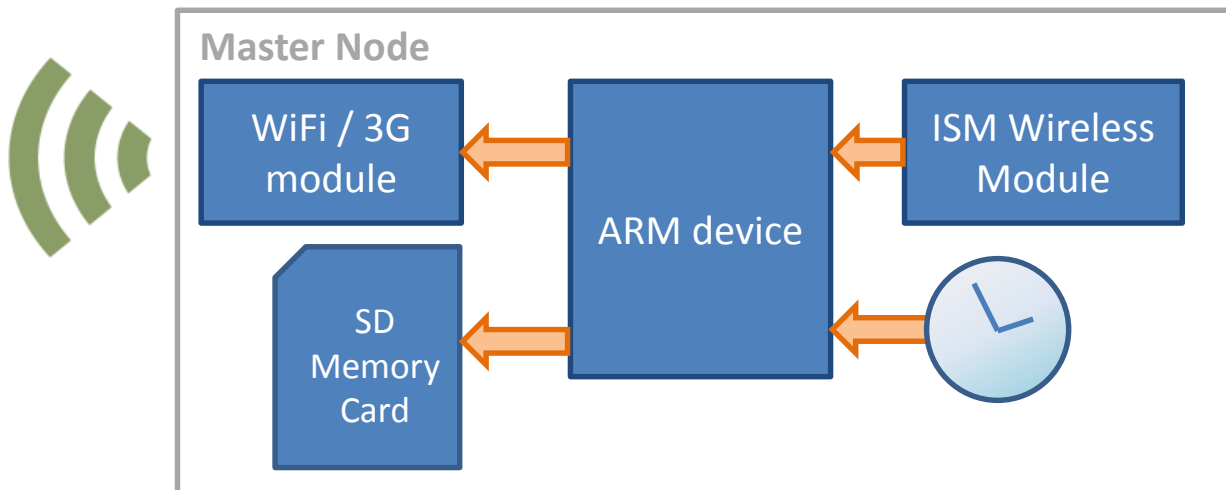 Master Node
WiFi / 3G
module
ISM Wireless
Module
ARM device
SD
Memory
Card